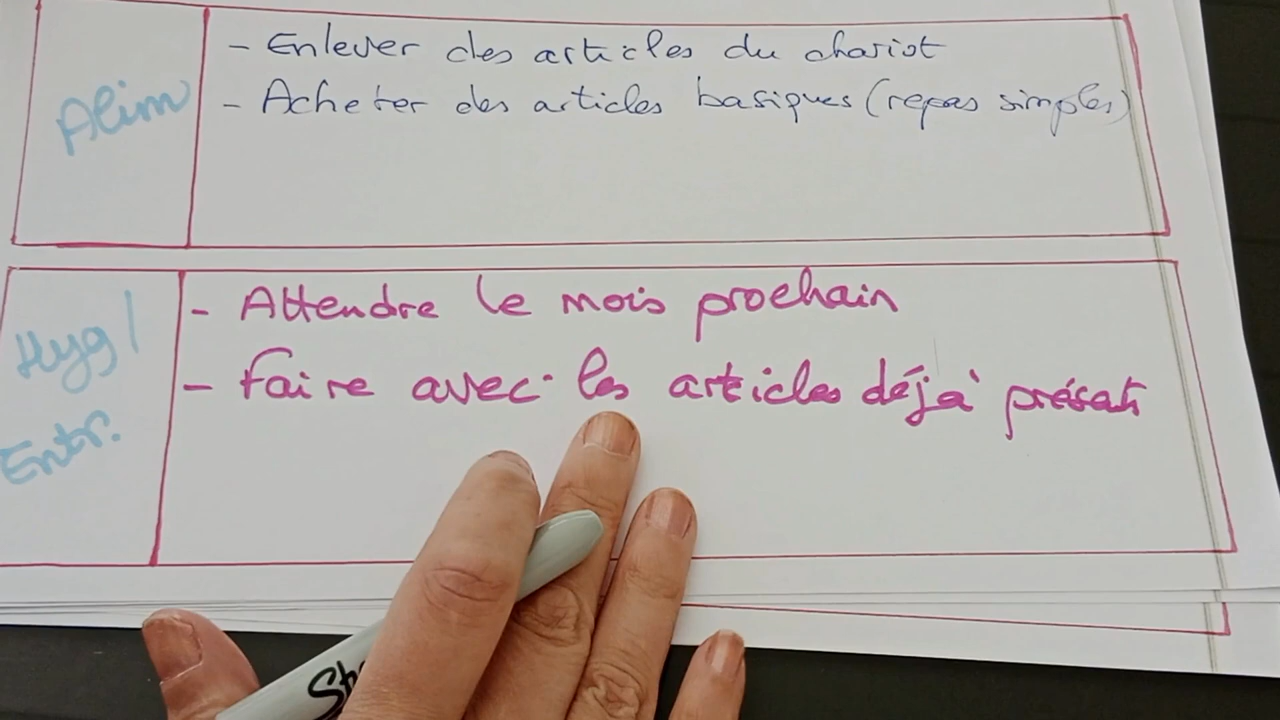 Alim
- Enlever des articles du chariot
- Acheter des articles basiques (repas simples)
Hyg/
Entr.
- Attendre le mois prochain
- Faire avec les articles déjà présents